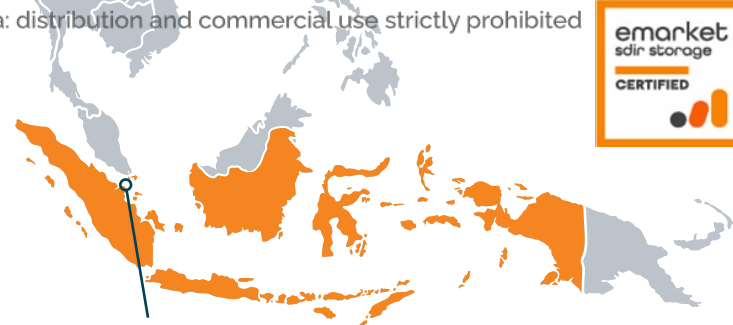 : distribution and commercial use strictly prohibited
emarket
sdir storage
CERTIFIED